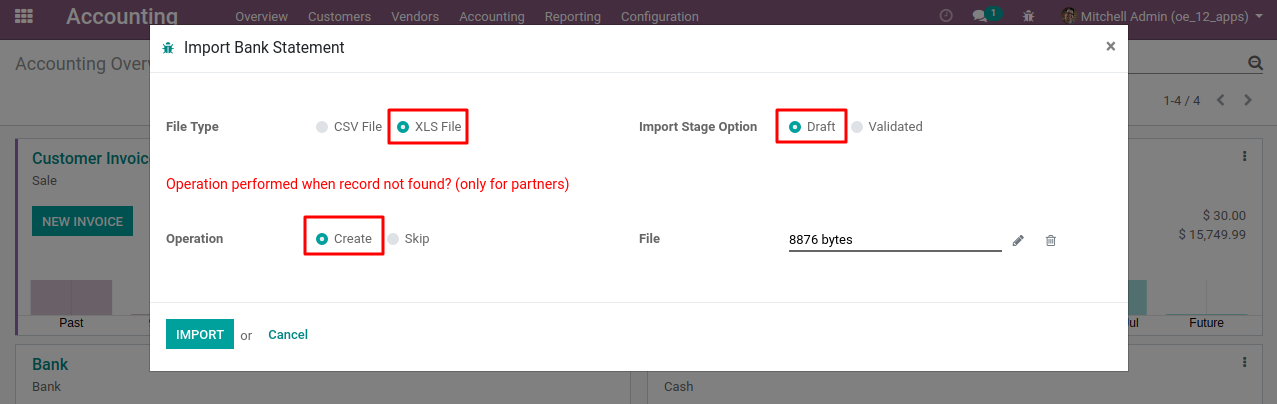 Accounting Overview Customers Vendors Accounting Reporting Configuration 1 Mitchell Admin (oe_12_apps)
Import Bank Statement ×
Accounting Overv
1-4 / 4
File Type CSV File XLS File Import Stage Option Draft Validated
Customer Invoic
Sale
Operation performed when record not found? (only for partners)
NEW INVOICE $ 30.00
$ 15,749.99
Operation Create Skip File 8876 bytes
Past Future
IMPORT or Cancel
Bank
Bank Cash